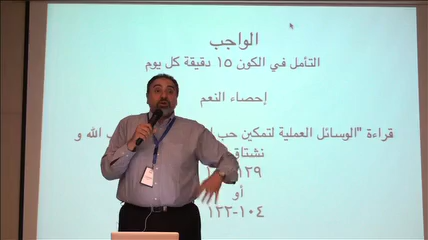 الواجب
التأمل في الكون ١٥ دقيقة كل يوم
إحصاء النعم
قراءة "الوسائل العملية لتمكين حب الله و
نشتاق
١٢٩
أو
١٠٤-١٢٢